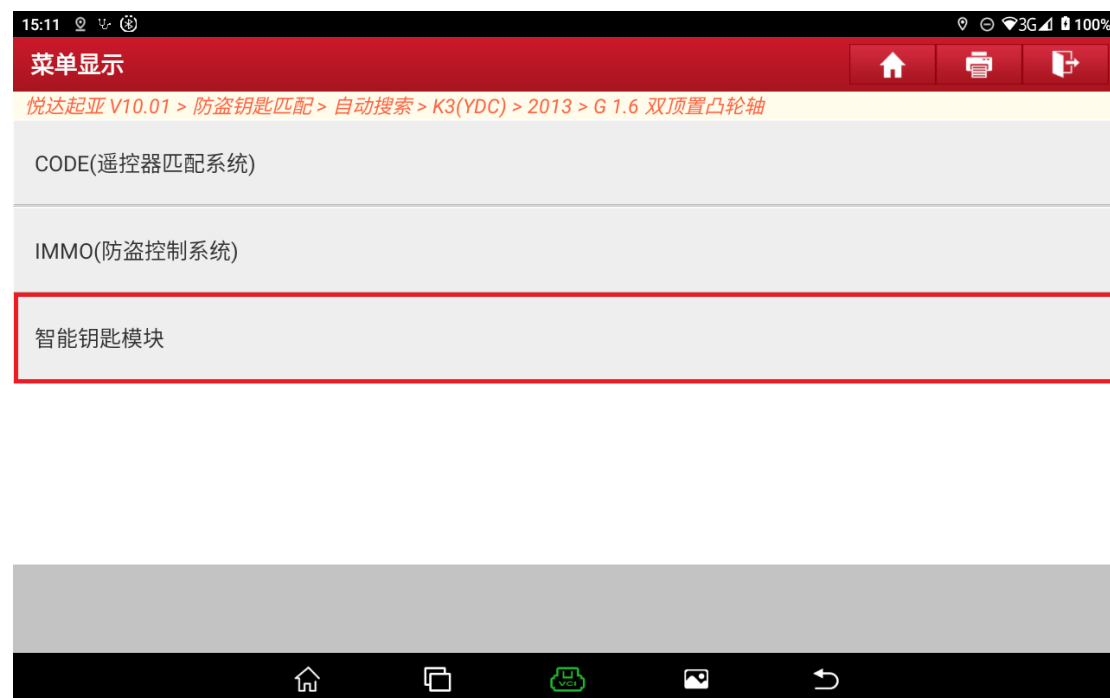 15:11 3G 100%
菜单显示
悦达起亚 V10.01 > 防盗钥匙匹配 > 自动搜索 > K3(YDC) > 2013 > G 1.6 双顶置凸轮轴
CODE(遥控器匹配系统)
IMMO(防盗控制系统)
智能钥匙模块
VCI